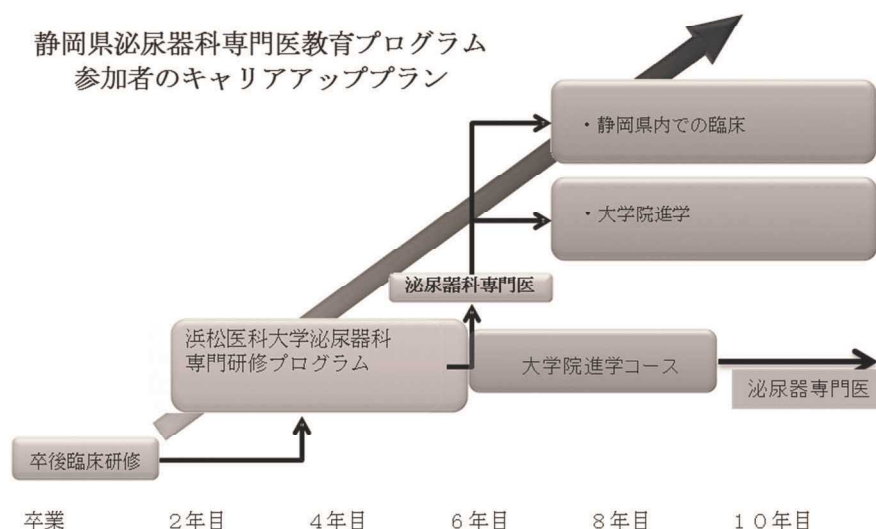 静岡県泌尿器科専門医教育プログラム
参加者のキャリアアッププラン
・静岡県内での臨床
・大学院進学
泌尿器科専門医
浜松医科大学泌尿器科
専門研修プログラム
大学院進学コース
泌尿器専門医
卒後臨床研修
卒業 2年目 4年目 6年目 8年目 10年目